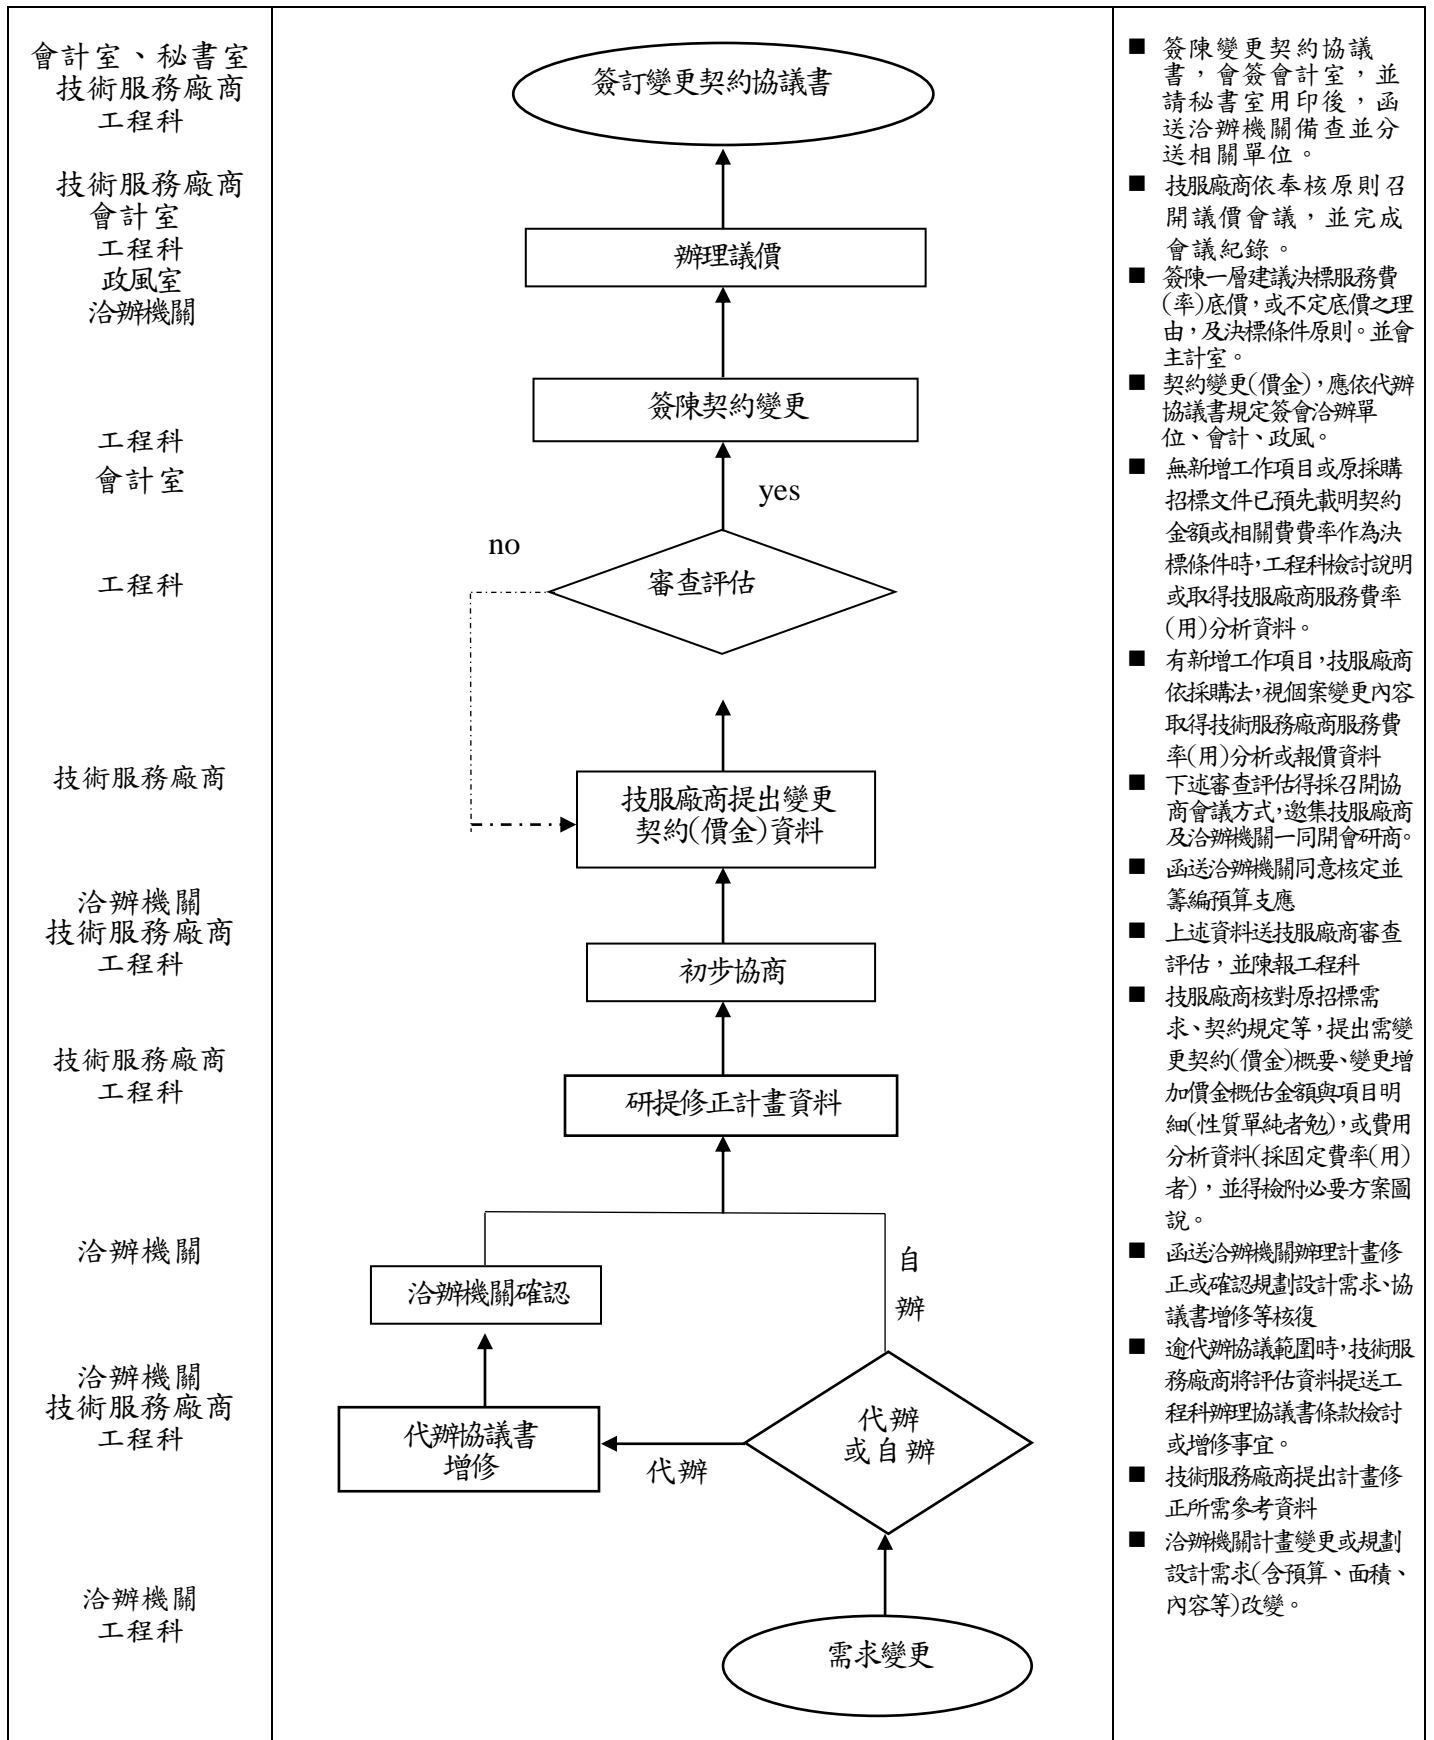 會計室、秘書室
技術服務廠商
工程科
技術服務廠商
會計室
工程科
政風室
洽辦機關
工程科
會計室
工程科
技術服務廠商
洽辦機關
技術服務廠商
工程科
技術服務廠商
工程科
洽辦機關
洽辦機關
技術服務廠商
工程科
洽辦機關
工程科
簽訂變更契約協議書
辦理議價
簽陳契約變更
yes
no
審查評估
技服廠商提出變更
契約(價金)資料
初步協商
研提修正計畫資料
自
辦
洽辦機關確認
代辦
或自辦
代辦協議書
增修
代辦
需求變更
■ 簽陳變更契約協議
書，會簽會計室，並
請秘書室用印後，函
送洽辦機關備查並分
送相關單位。
■ 技服廠商依奉核原則召
開議價會議，並完成
會議紀錄。
■ 簽陳一層建議決標服務費
(率)底價，或不定底價之理
由，及決標條件原則。並會
主計室。
■ 契約變更(價金)，應依代辦
協議書規定簽會洽辦單
位、會計、政風。
■ 無新增工作項目或原採購
招標文件已預先載明契約
金額或相關費費率作為決
標條件時，工程科檢討說明
或取得技服廠商服務費率
(用)分析資料。
■ 有新增工作項目，技服廠商
依採購法，視個案變更內容
取得技術服務廠商服務費
率(用)分析或報價資料
■ 下述審查評估得採召開協
商會議方式，邀集技服廠商
及洽辦機關一同開會研商。
■ 函送洽辦機關同意核定並
籌編預算支應
■ 上述資料送技服廠商審查
評估，並陳報工程科
■ 技服廠商核對原招標需
求、契約規定等，提出需變
更契約(價金)概要、變更增
加價金概估金額與項目明
細(性質單純者勉)，或費用
分析資料(採固定費率(用)
者)，並得檢附必要方案圖
說。
■ 函送洽辦機關辦理計畫修
正或確認規劃設計需求、協
議書增修等核復
■ 逾代辦協議範圍時，技術服
務廠商將評估資料提送工
程科辦理協議書條款檢討
或增修事宜。
■ 技術服務廠商提出計畫修
正所需參考資料
■ 洽辦機關計畫變更或規劃
設計需求(含預算、面積、
內容等)改變。